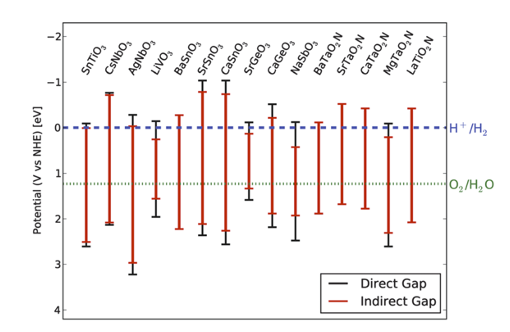 SnTiO₃
CsNbO₃
AgNbO₃
LiVO₃
BaSnO₃
SrSnO₃
CaSnO₃
SrGeO₃
CaGeO₃
NaSbO₃
BaTaO₂N
SrTaO₂N
CaTaO₂N
MgTaO₂N
LaTiO₂N
Potential (V vs NHE) [eV]
−2
−1
0
1
2
3
4
H⁺/H₂
O₂/H₂O
Direct Gap
Indirect Gap